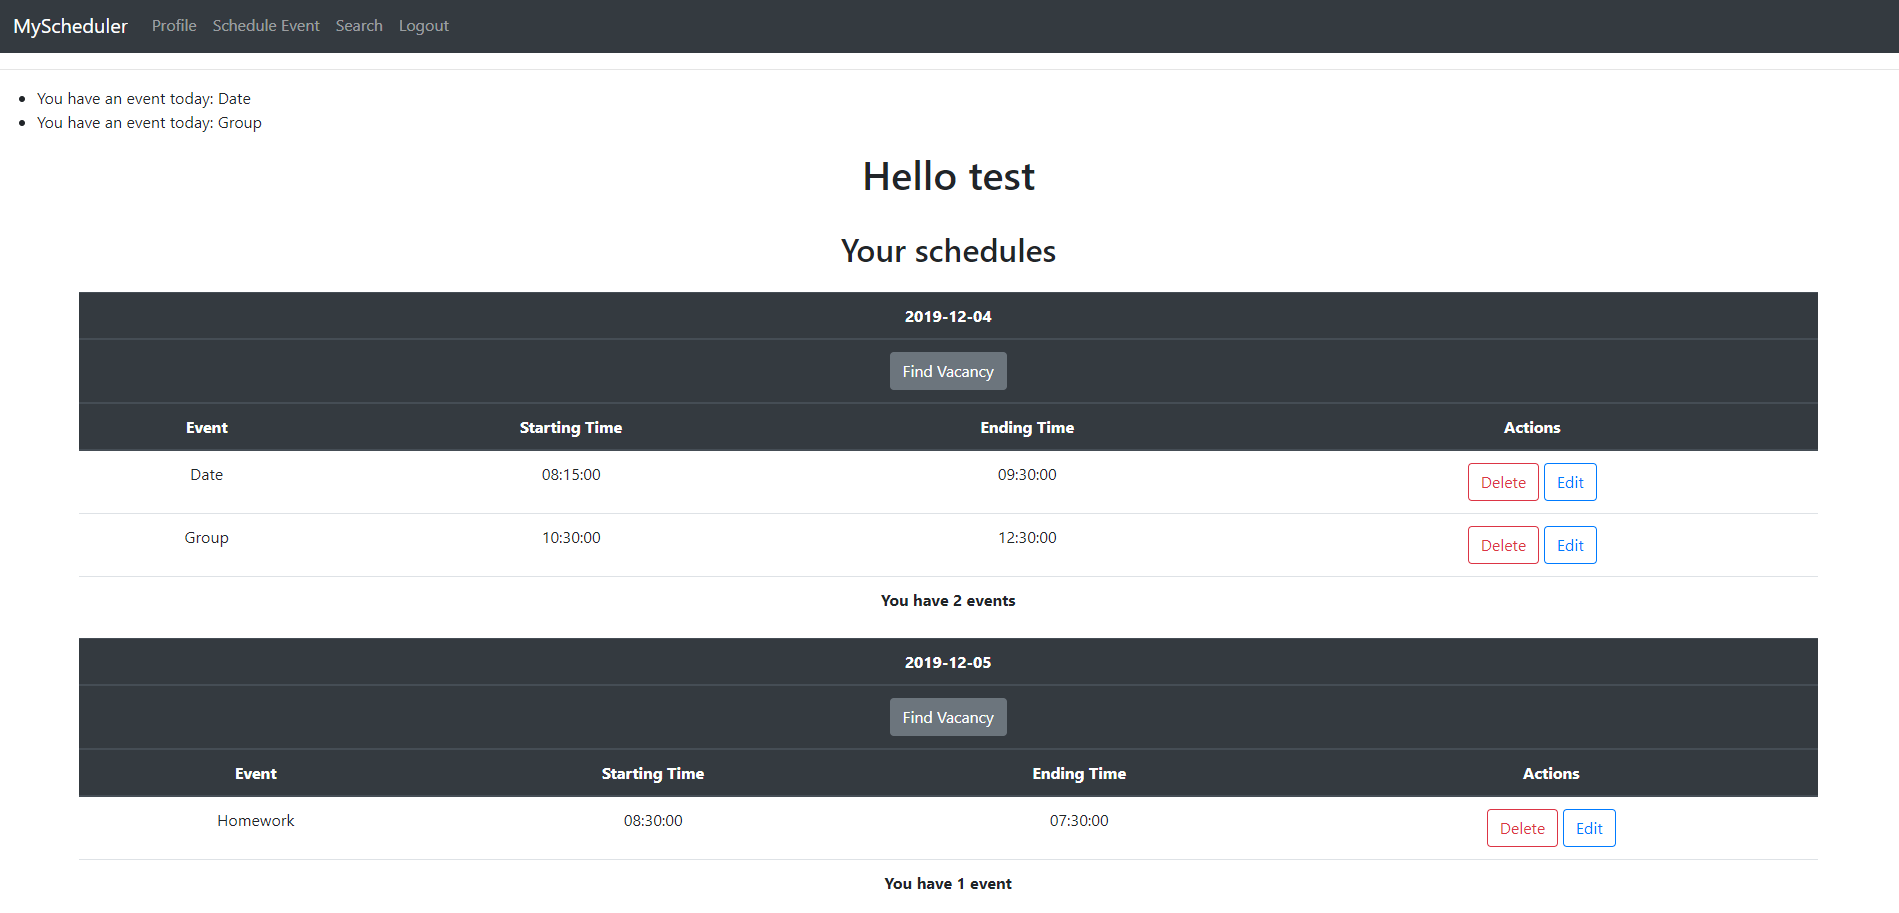 MyScheduler Profile Schedule Event Search Logout
You have an event today: Date
You have an event today: Group
Hello test
Your schedules
2019-12-04
Find Vacancy
Event Starting Time Ending Time Actions
Date 08:15:00 09:30:00 Delete Edit
Group 10:30:00 12:30:00 Delete Edit
You have 2 events
2019-12-05
Find Vacancy
Event Starting Time Ending Time Actions
Homework 08:30:00 07:30:00 Delete Edit
You have 1 event